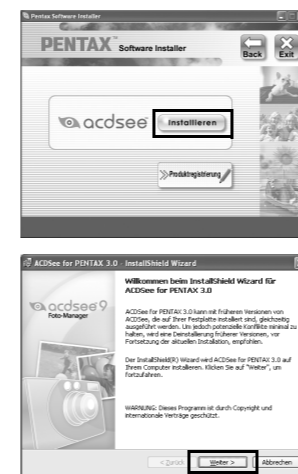 Pentax Software Installer
PENTAX™ Software Installer
Back
Exit
acdsee
Installieren
Produktregistrierung
ACDSee for PENTAX 3.0 - InstallShield Wizard
acdsee 9
Foto-Manager
Willkommen beim InstallShield Wizard für
ACDSee for PENTAX 3.0
ACDSee for PENTAX 3.0 kann mit früheren Versionen von
ACDSee, die auf Ihrer Festplatte installiert sind, gleichzeitig
ausgeführt werden. Um jedoch potenzielle Konflikte minimal zu
halten, wird eine Deinstallierung früherer Versionen, vor
Fortsetzung der aktuellen Installation, empfohlen.
Der InstallShield(R) Wizard wird ACDSee for PENTAX 3.0 auf
Ihrem Computer installieren. Klicken Sie auf "Weiter", um
fortzufahren.
WARNUNG: Dieses Programm ist durch Copyright und
internationale Verträge geschützt.
< Zurück
Weiter >
Abbrechen